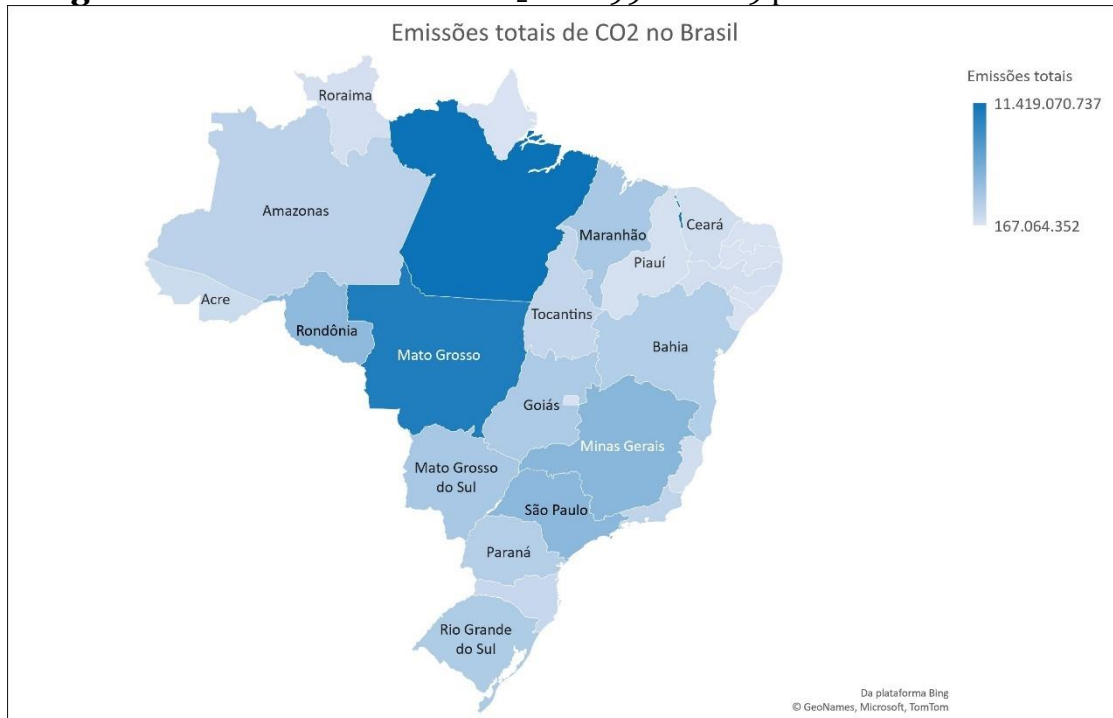 Emissões totais de CO2 no Brasil
Emissões totais
11.419.070.737
167.064.352
Roraima
Amazonas
Maranhão
Ceará
Piauí
Acre
Tocantins
Rondônia
Mato Grosso
Bahia
Goiás
Minas Gerais
Mato Grosso
do Sul
São Paulo
Paraná
Rio Grande
do Sul
Da plataforma Bing
© GeoNames, Microsoft, TomTom